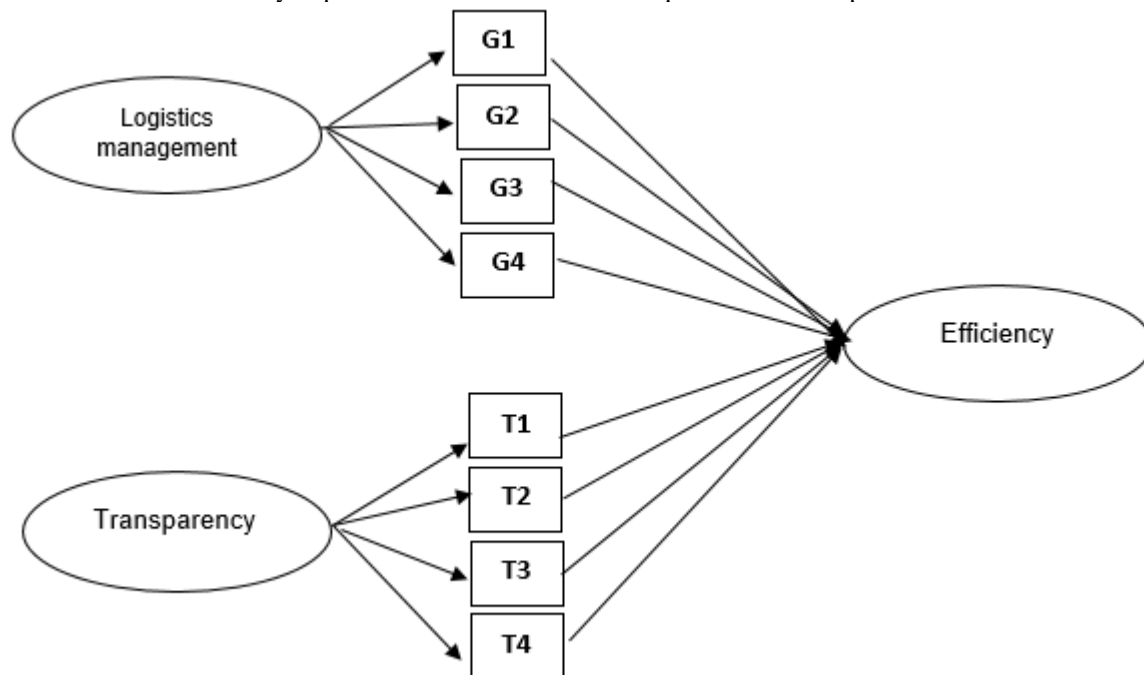 G1
Logistics
management
G2
G3
G4
Efficiency
T1
Transparency
T2
T3
T4